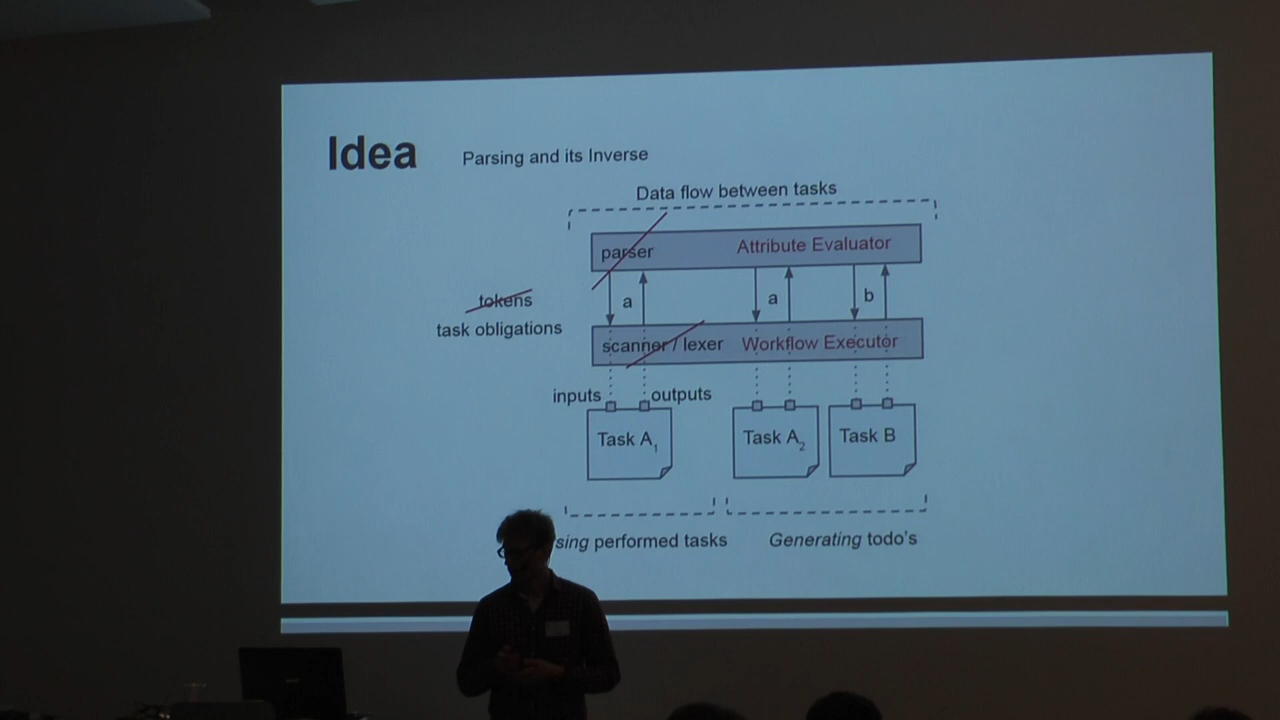 Idea
Parsing and its Inverse
Data flow between tasks
parser Attribute Evaluator
tokens
task obligations
a
a
b
scanner / lexer Workflow Executor
inputs outputs
Task A1
Task A2
Task B
performed tasks
Generating todo's